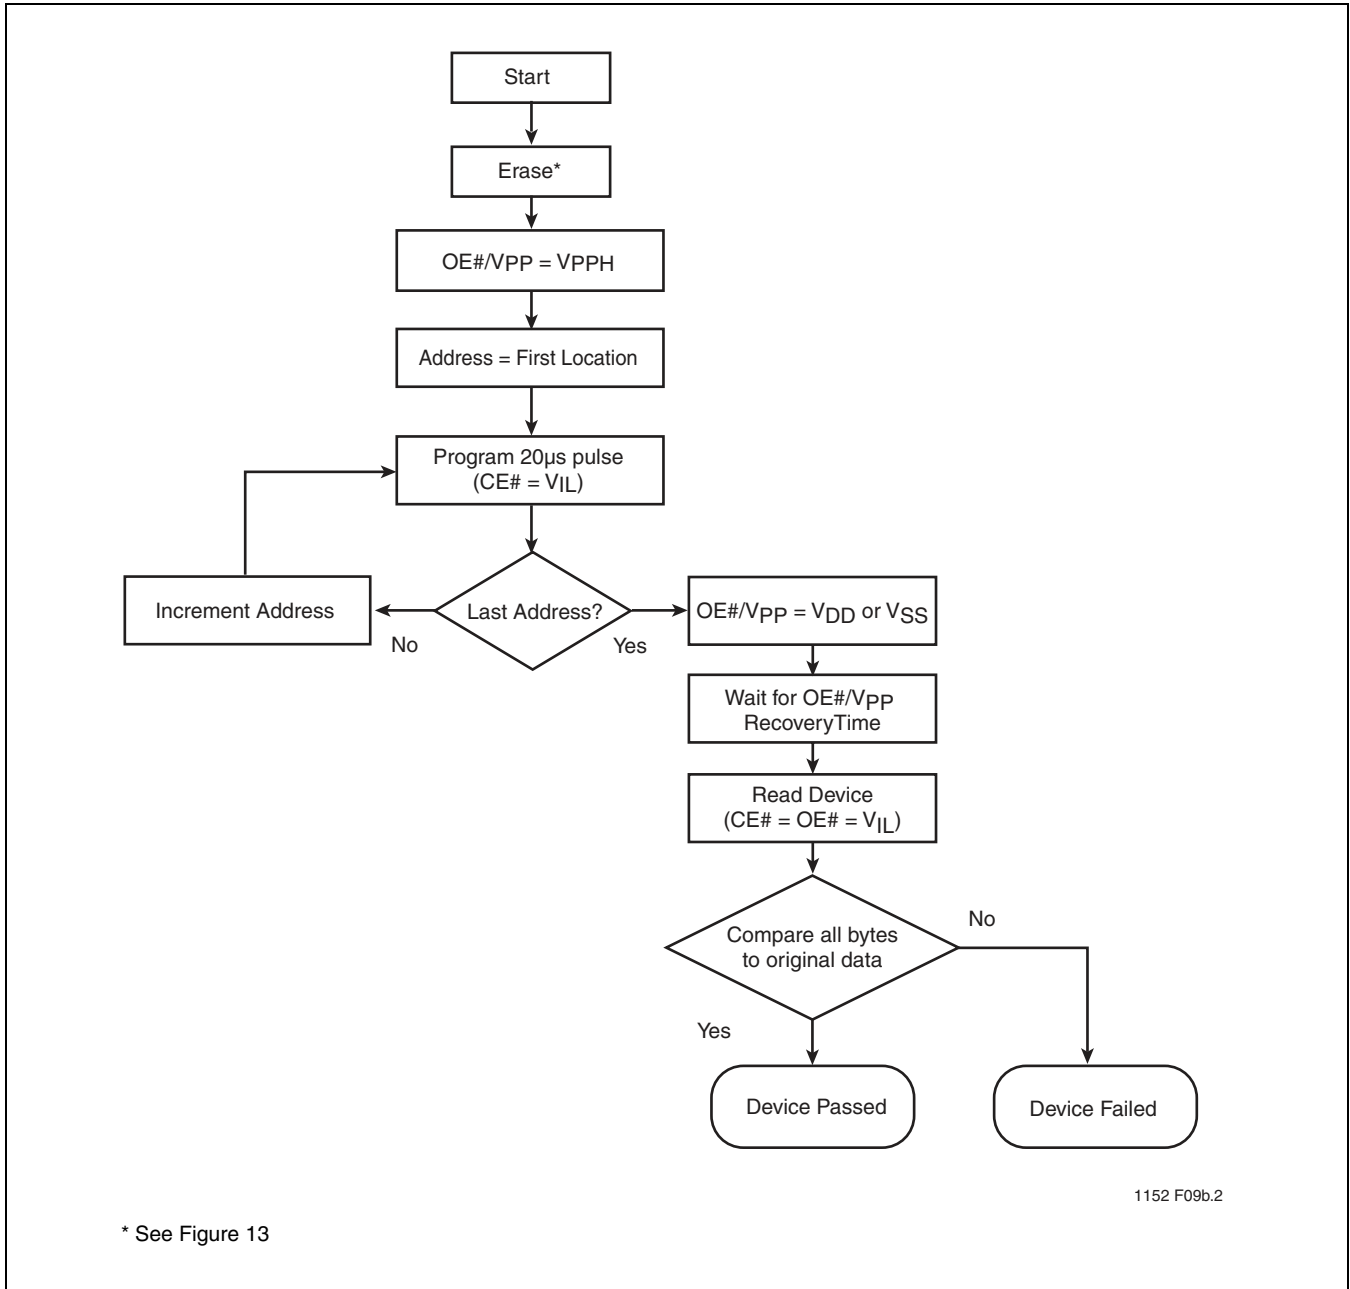 Start
Erase*
OE#/VPP = VPPH
Address = First Location
Program 20µs pulse
(CE# = VIL)
Increment Address
No
Last Address?
Yes
OE#/VPP = VDD or VSS
Wait for OE#/VPP
RecoveryTime
Read Device
(CE# = OE# = VIL)
Compare all bytes
to original data
No
Yes
Device Passed
Device Failed
1152 F09b.2
* See Figure 13